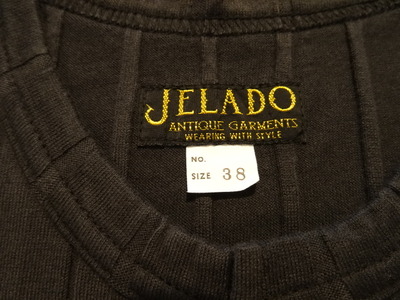 JELADO
ANTIQUE GARMENTS
WEARING WITH STYLE
NO.
SIZE 38